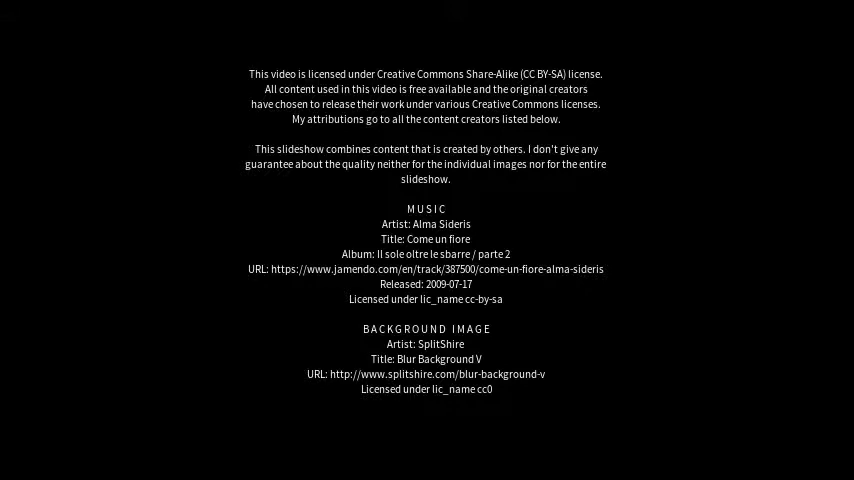 This video is licensed under Creative Commons Share-Alike (CC BY-SA) license.
All content used in this video is free available and the original creators
have chosen to release their work under various Creative Commons licenses.
My attributions go to all the content creators listed below.
This slideshow combines content that is created by others. I don't give any
guarantee about the quality neither for the individual images nor for the entire
slideshow.
MUSIC
Artist: Alma Sideris
Title: Come un fiore
Album: Il sole oltre le sbarre / parte 2
URL: https://www.jamendo.com/en/track/387500/come-un-fiore-alma-sideris
Released: 2009-07-17
Licensed under lic_name cc-by-sa
BACKGROUND IMAGE
Artist: SplitShire
Title: Blur Background V
URL: http://www.splitshire.com/blur-background-v
Licensed under lic_name cc0